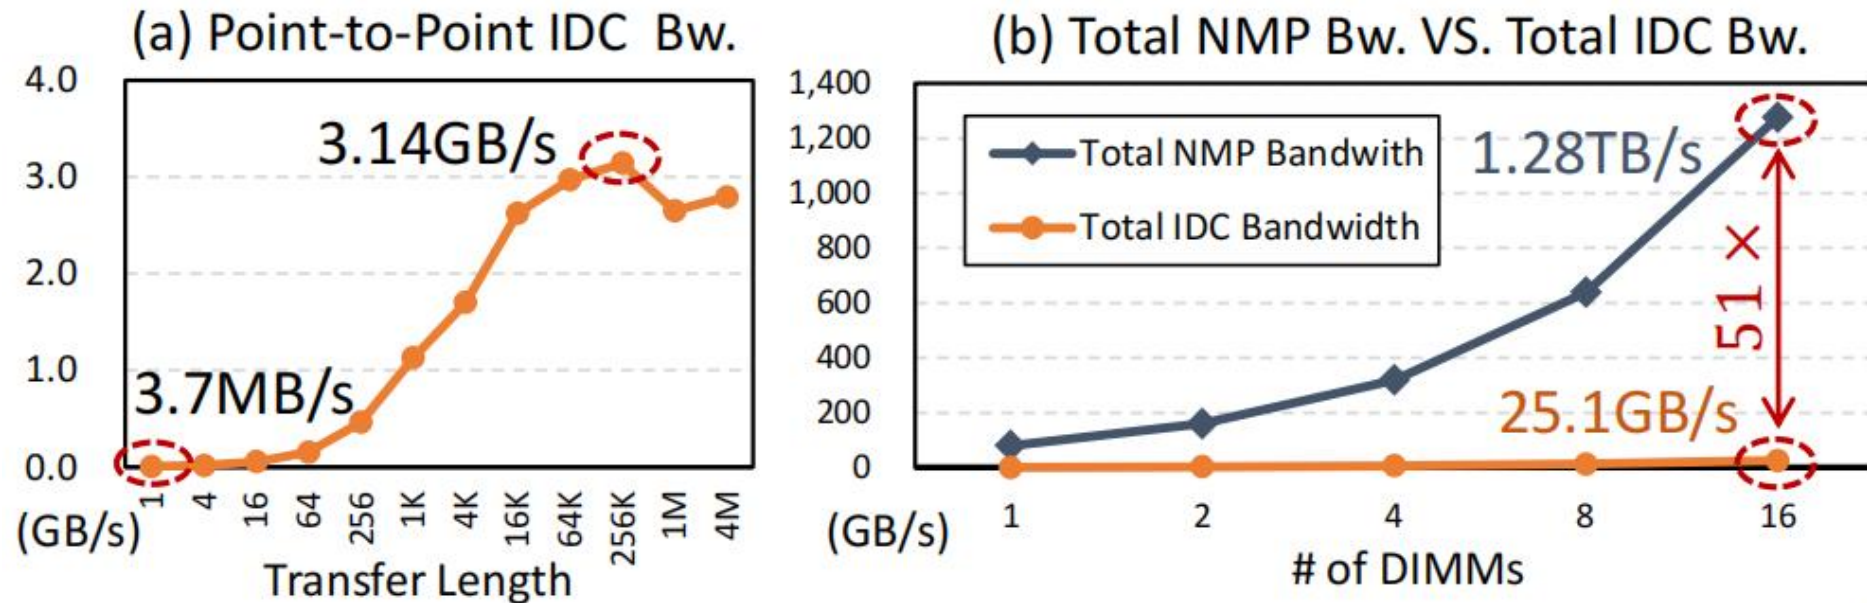 (a) Point-to-Point IDC Bw.
4.0
3.0
2.0
1.0
0.0
3.14GB/s
3.7MB/s
1
4
16
64
256
1K
4K
16K
64K
256K
1M
4M
(GB/s)
Transfer Length
(b) Total NMP Bw. VS. Total IDC Bw.
1,400
1,200
1,000
800
600
400
200
0
Total NMP Bandwith
Total IDC Bandwidth
1.28TB/s
51 ×
25.1GB/s
1
2
4
8
16
(GB/s)
# of DIMMs